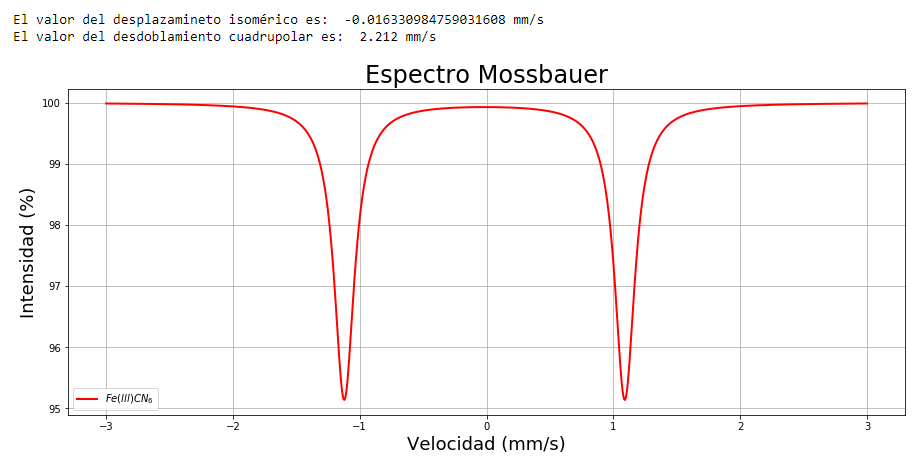 El valor del desplazamineto isomérico es:  -0.016330984759031608 mm/s
El valor del desdoblamiento cuadrupolar es:  2.212 mm/s
Espectro Mossbauer
100
99
98
97
96
95
Intensidad (%)
Fe(III)CN₆
−3 −2 −1 0 1 2 3
Velocidad (mm/s)